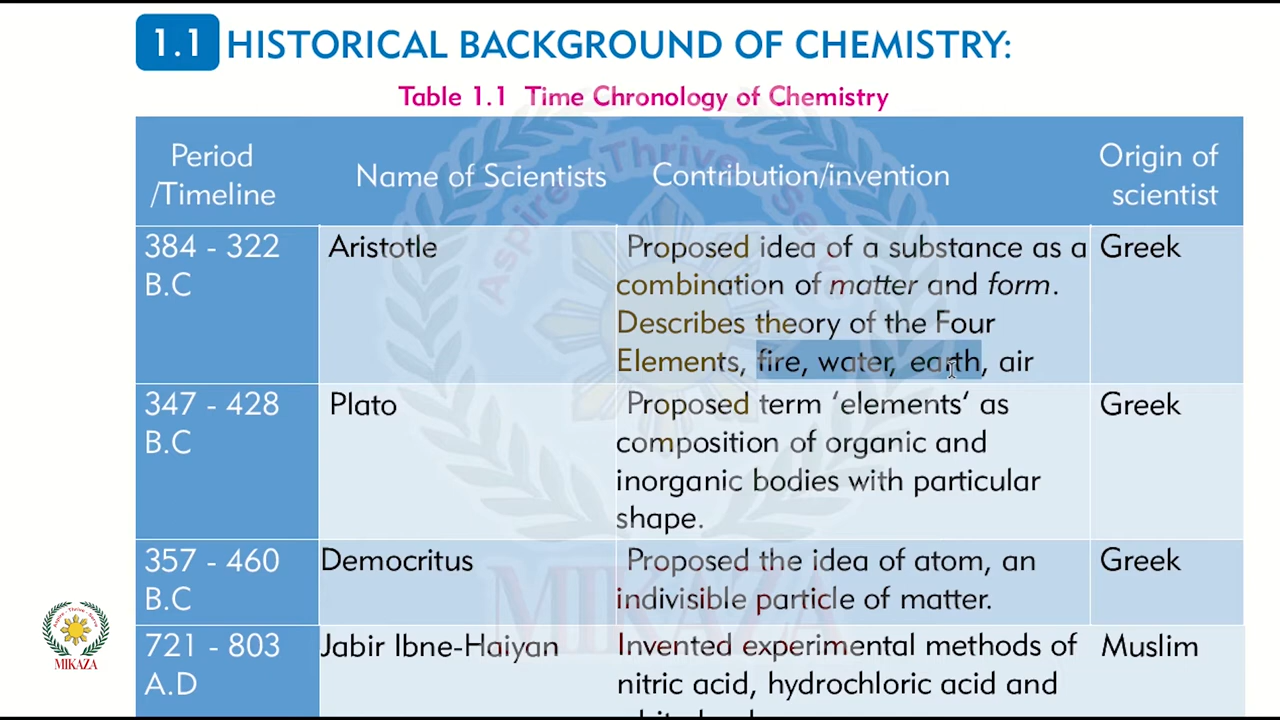 1.1 HISTORICAL BACKGROUND OF CHEMISTRY:
Table 1.1 Time Chronology of Chemistry
Period
/Timeline
Name of Scientists
Contribution/invention
Origin of
scientist
384 - 322
B.C
Aristotle
Proposed idea of a substance as a
combination of matter and form.
Describes theory of the Four
Elements, fire, water, earth, air
Greek
347 - 428
B.C
Plato
Proposed term ‘elements’ as
composition of organic and
inorganic bodies with particular
shape.
Greek
357 - 460
B.C
Democritus
Proposed the idea of atom, an
indivisible particle of matter.
Greek
721 - 803
A.D
Jabir Ibne-Haiyan
Invented experimental methods of
nitric acid, hydrochloric acid and
Muslim
Aspire Thrive Serve
MIKAZA
MIKAZA